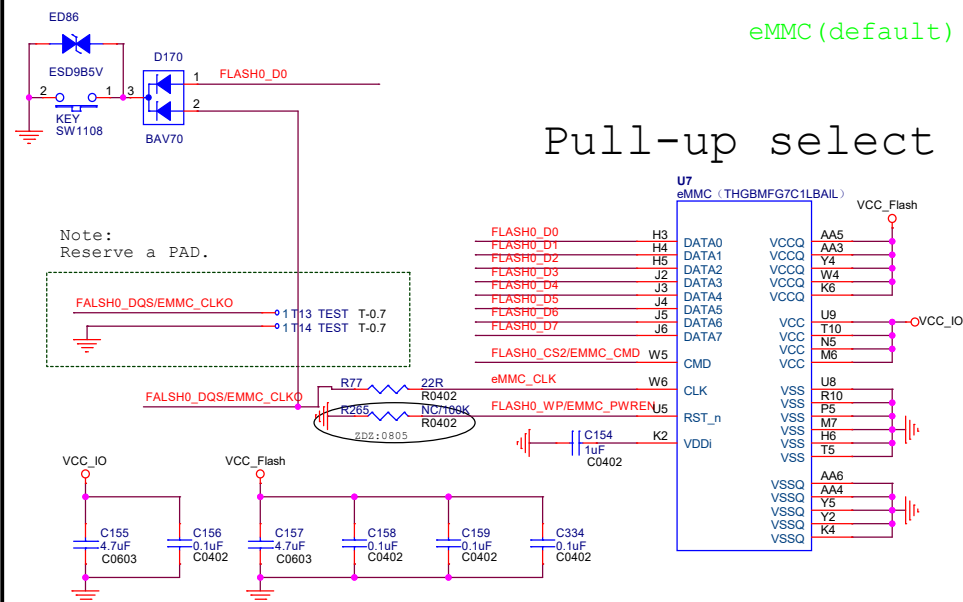 ED86
eMMC(default)
D170
ESD9B5V
1 FLASH0_D0
2 1 3
2
KEY
SW1108
BAV70
Pull-up select
U7
eMMC（THGBMFG7C1LBAIL）
VCC_Flash
Note:
Reserve a PAD.
FLASH0_D0 H3 DATA0 VCCQ AA5
FLASH0_D1 H4 DATA1 VCCQ AA3
FLASH0_D2 H5 DATA2 VCCQ Y4
FLASH0_D3 J2 DATA3 VCCQ W4
FLASH0_D4 J3 DATA4 VCCQ K6
FLASH0_D5 J4 DATA5
FLASH0_D6 J5 DATA6 VCC U9 VCC_IO
FLASH0_D7 J6 DATA7 VCC T10
VCC N5
FLASH0_CS2/EMMC_CMD W5 CMD VCC M6
FALSH0_DQS/EMMC_CLKO
1 T13 TEST T-0.7
1 T14 TEST T-0.7
R77 22R eMMC_CLK W6 CLK VSS U8
R0402
FALSH0_DQS/EMMC_CLKO
VSS R10
R265 NC/100K FLASH0_WP/EMMC_PWREN U5 RST_n VSS P5
R0402
VSS M7
ZDZ:0805
C154 K2 VDDi VSS H6
1uF
C0402
VSS T5
VSSQ AA6
VSSQ AA4
VSSQ Y5
VSSQ Y2
VSSQ K4
VCC_IO VCC_Flash
C155 C156 C157 C158 C159 C334
4.7uF 0.1uF 4.7uF 0.1uF 0.1uF 0.1uF
C0603 C0402 C0603 C0402 C0402 C0402